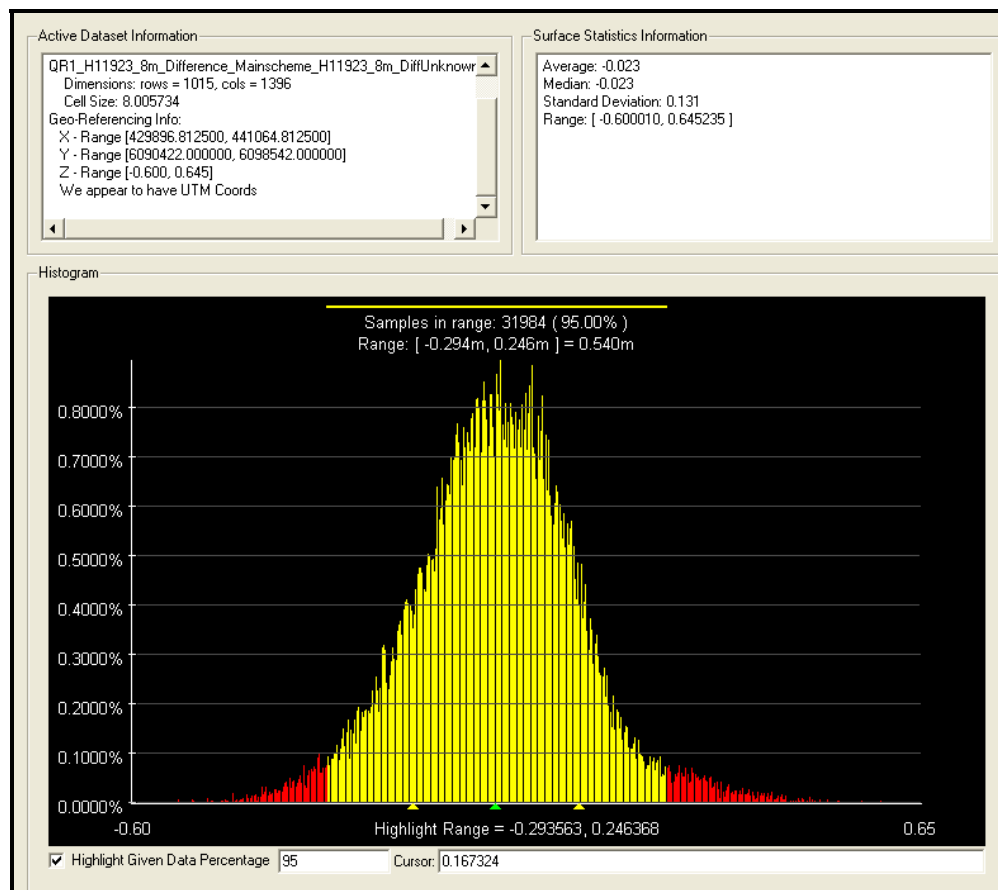 Active Dataset Information
QR1_H11923_8m_Difference_Mainscheme_H11923_8m_DiffUnknown
Dimensions: rows = 1015, cols = 1396
Cell Size: 8.005734
Geo-Referencing Info:
X - Range [429896.812500, 441064.812500]
Y - Range [6090422.000000, 6098542.000000]
Z - Range [-0.600, 0.645]
We appear to have UTM Coords
Surface Statistics Information
Average: -0.023
Median: -0.023
Standard Deviation: 0.131
Range: [ -0.600010, 0.645235 ]
Histogram
Samples in range: 31984 ( 95.00% )
Range: [ -0.294m, 0.246m ] = 0.540m
0.8000%
0.7000%
0.6000%
0.5000%
0.4000%
0.3000%
0.2000%
0.1000%
0.0000%
-0.60
Highlight Range = -0.293563, 0.246368
0.65
Highlight Given Data Percentage 95 Cursor: 0.167324